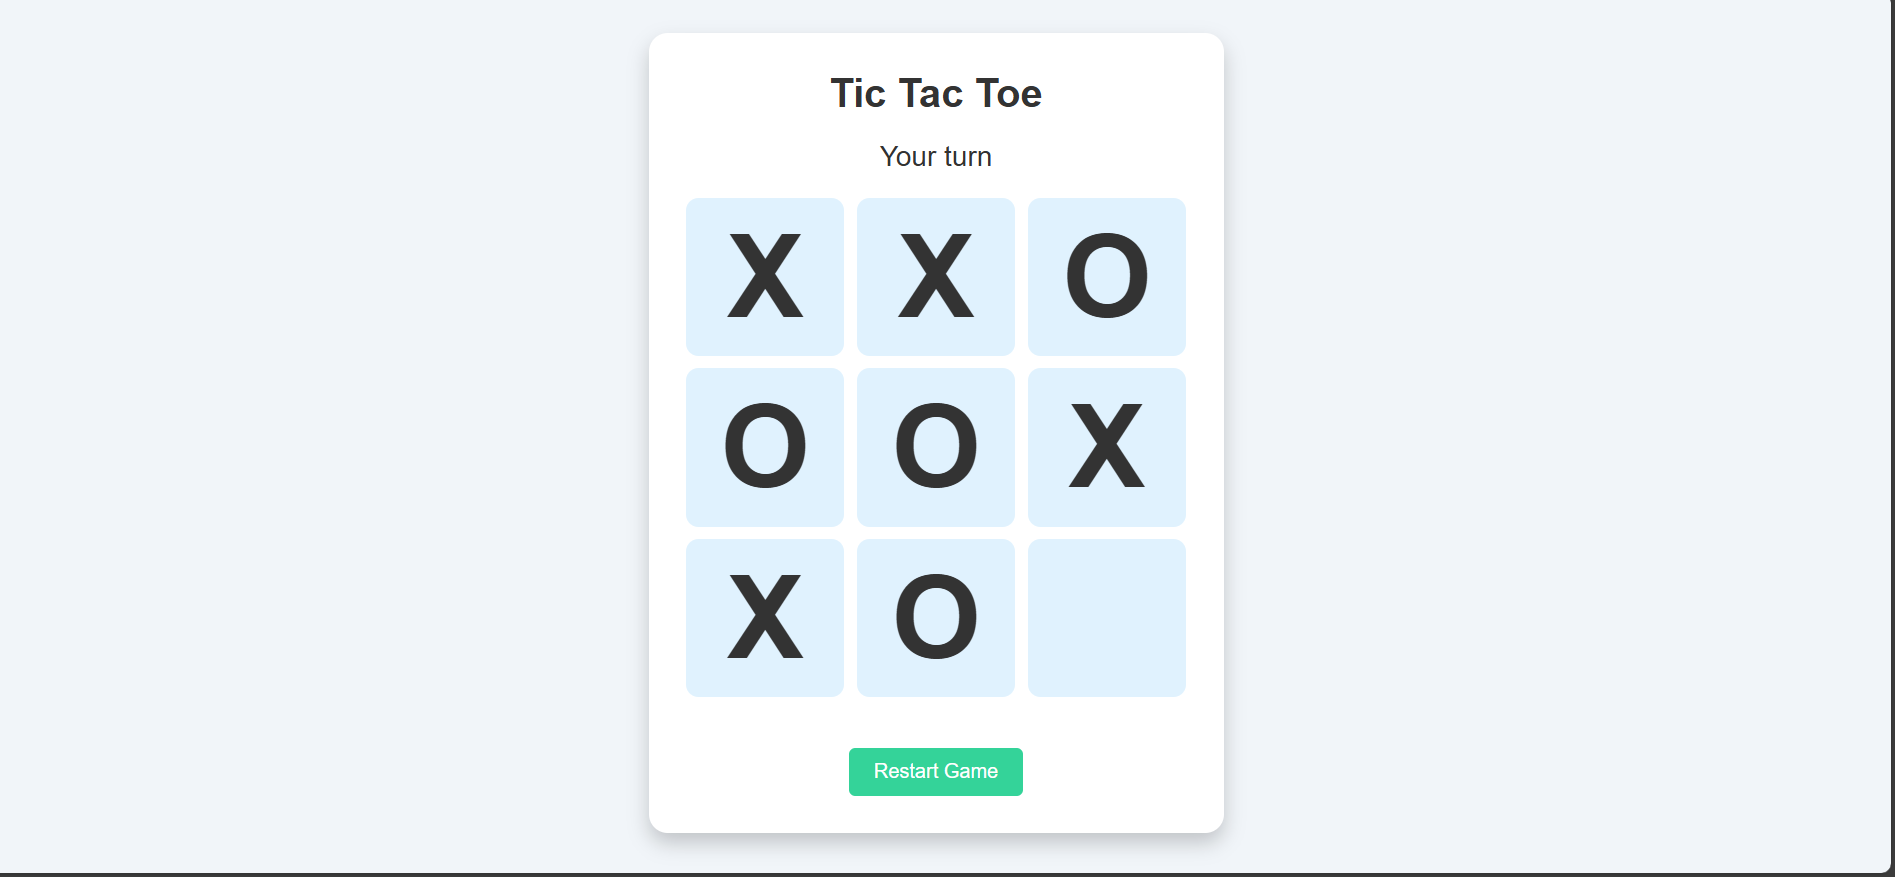 Tic Tac Toe
Your turn
X X O
O O X
X O
Restart Game